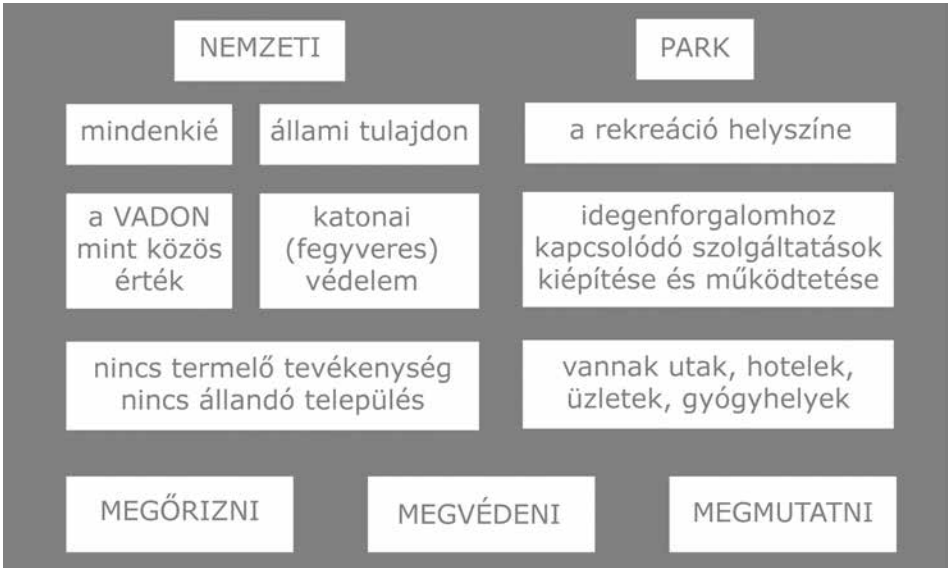 NEMZETI
PARK
mindenkié
állami tulajdon
a rekreáció helyszíne
a VADON
mint közös
érték
katonai
(fegyveres)
védelem
idegenforgalomhoz
kapcsolódó szolgáltatások
kiépítése és működtetése
nincs termelő tevékenység
nincs állandó település
vannak utak, hotelek,
üzletek, gyógyhelyek
MEGŐRIZNI
MEGVÉDENI
MEGMUTATNI